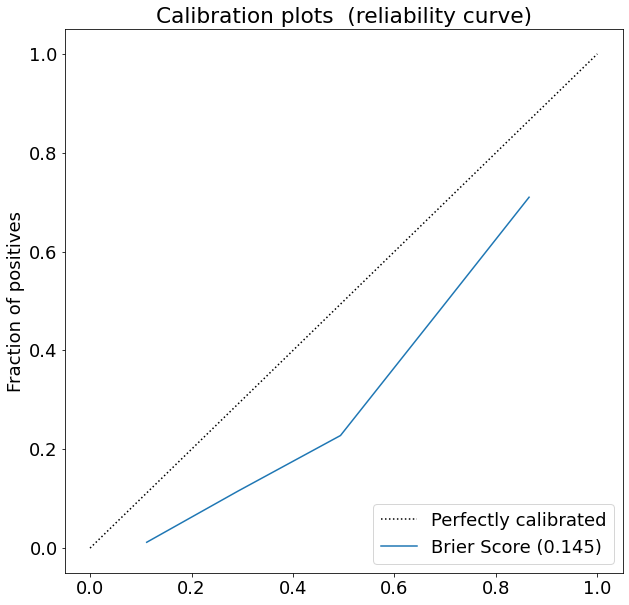 Calibration plots  (reliability curve)
1.0
0.8
0.6
0.4
0.2
0.0
Fraction of positives
Perfectly calibrated
Brier Score (0.145)
0.0 0.2 0.4 0.6 0.8 1.0